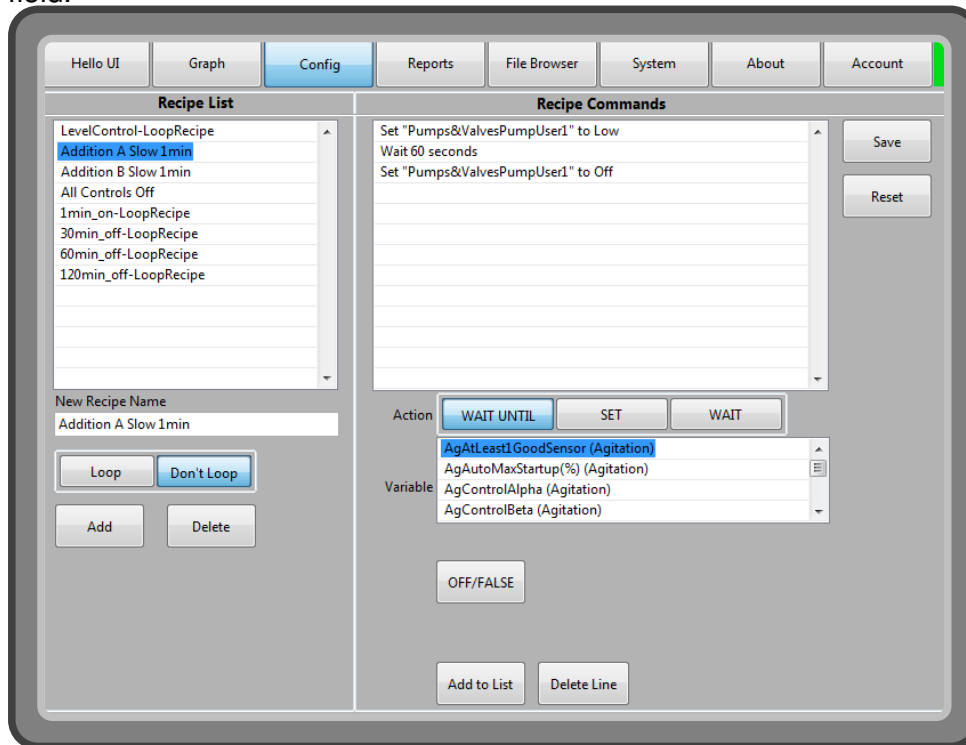 Hello UI
Graph
Config
Reports
File Browser
System
About
Account
Recipe List
LevelControl-LoopRecipe
Addition A Slow 1min
Addition B Slow 1min
All Controls Off
1min_on-LoopRecipe
30min_off-LoopRecipe
60min_off-LoopRecipe
120min_off-LoopRecipe
New Recipe Name
Addition A Slow 1min
Loop
Don't Loop
Add
Delete
Recipe Commands
Set "Pumps&ValvesPumpUser1" to Low
Wait 60 seconds
Set "Pumps&ValvesPumpUser1" to Off
Save
Reset
Action
WAIT UNTIL
SET
WAIT
Variable
AgAtLeast1GoodSensor (Agitation)
AgAutoMaxStartup(%) (Agitation)
AgControlAlpha (Agitation)
AgControlBeta (Agitation)
OFF/FALSE
Add to List
Delete Line